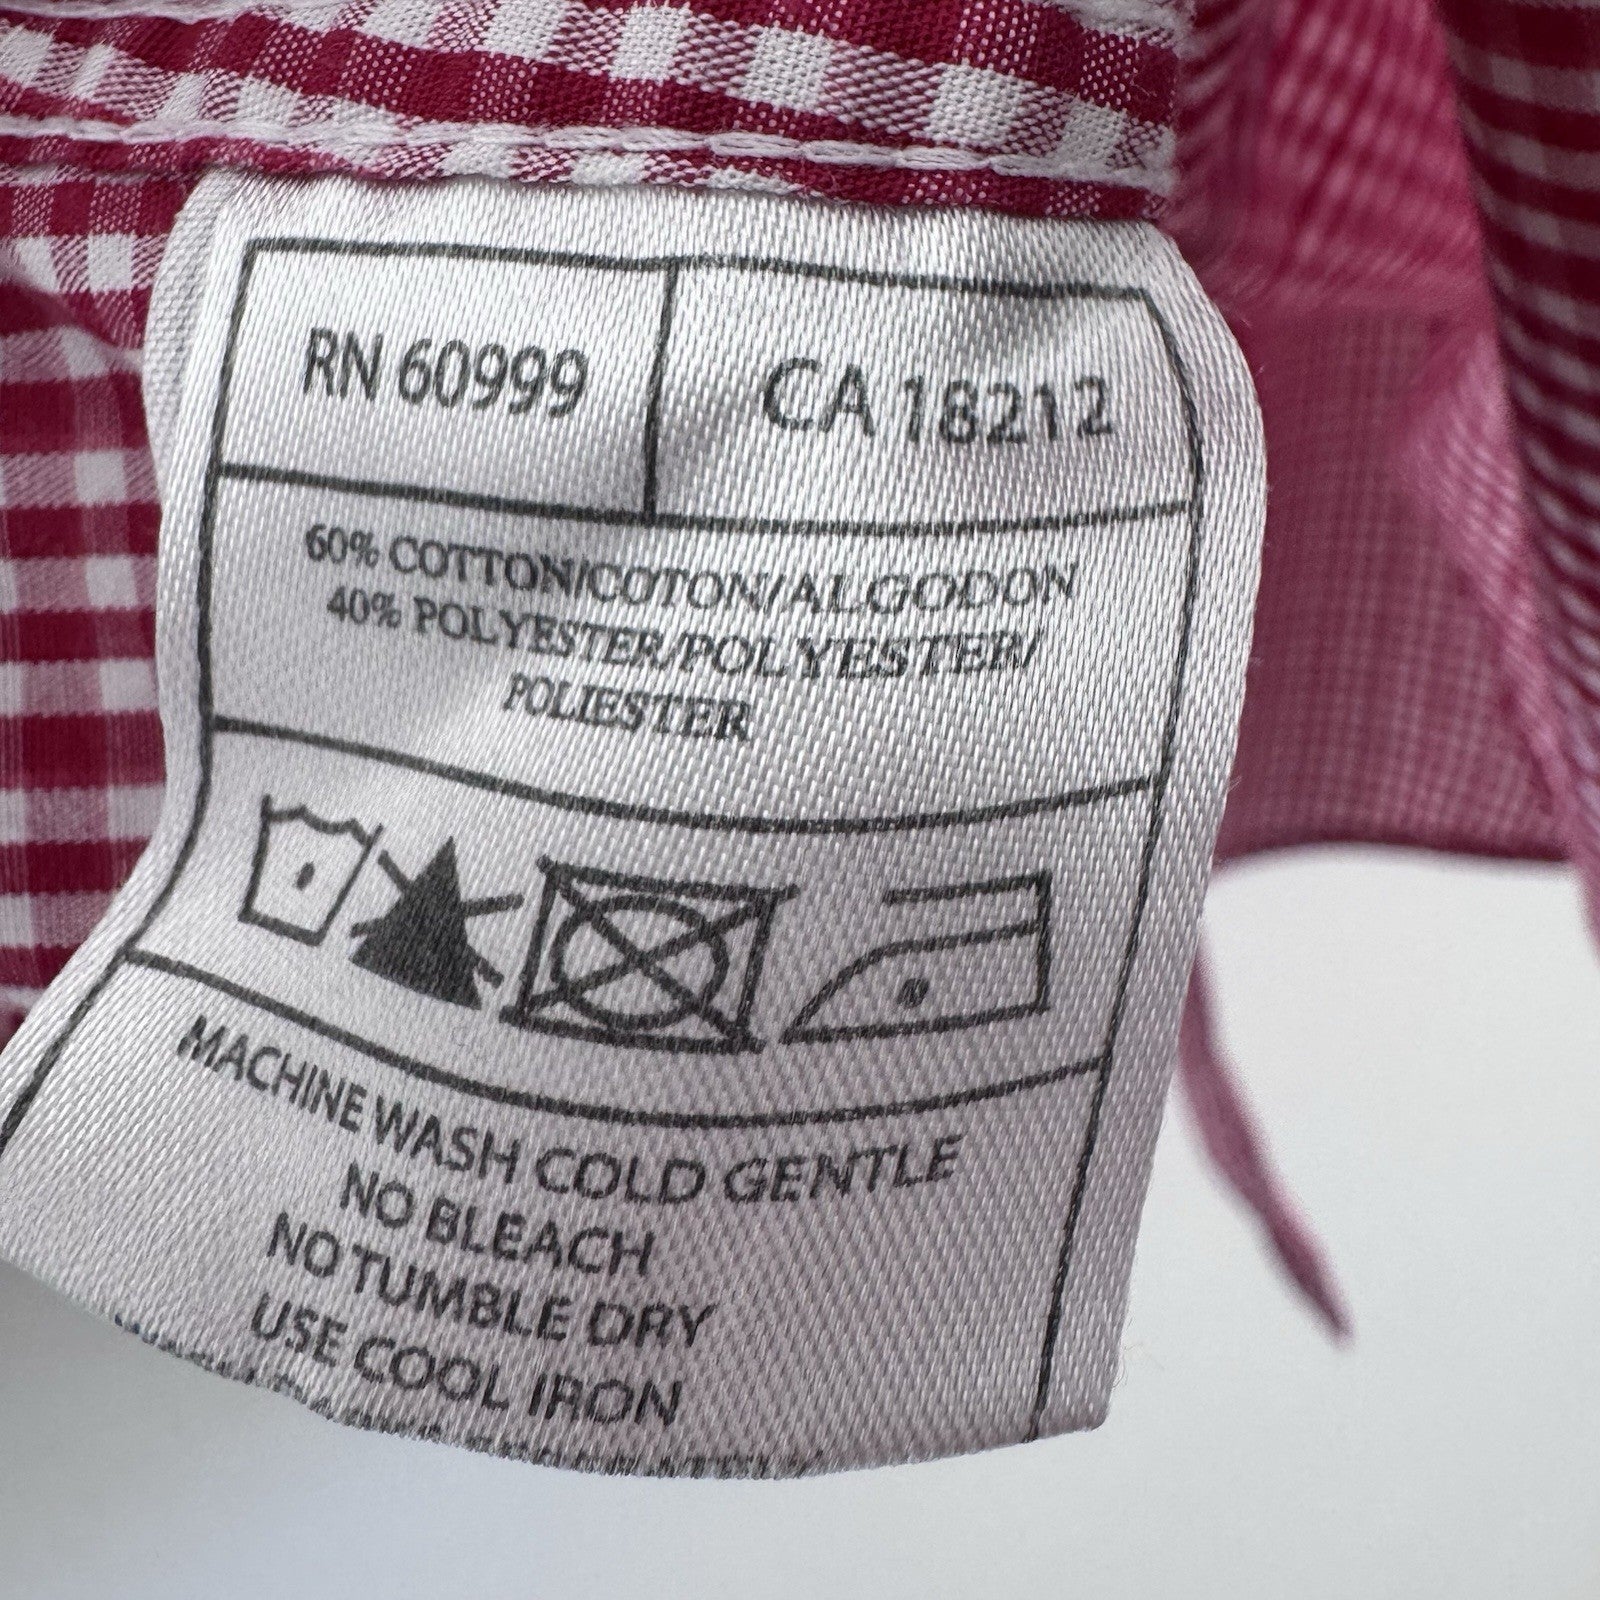 RN 60999
CA 18212
60% COTTON/COTON/ALGODON
40% POLYESTER/POLYESTER/
POLIESTER
MACHINE WASH COLD GENTLE
NO BLEACH
NO TUMBLE DRY
USE COOL IRON